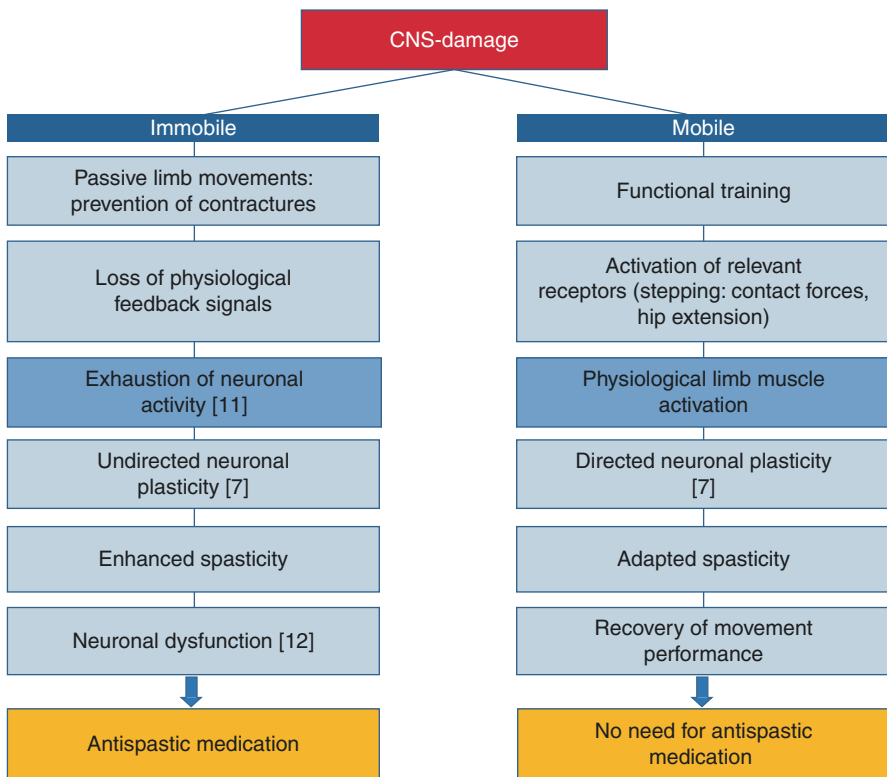 CNS-damage
Immobile
Passive limb movements:
prevention of contractures
Loss of physiological
feedback signals
Exhaustion of neuronal
activity [11]
Undirected neuronal
plasticity [7]
Enhanced spasticity
Neuronal dysfunction [12]
Antispastic medication
Mobile
Functional training
Activation of relevant
receptors (stepping: contact forces,
hip extension)
Physiological limb muscle
activation
Directed neuronal plasticity
[7]
Adapted spasticity
Recovery of movement
performance
No need for antispastic
medication